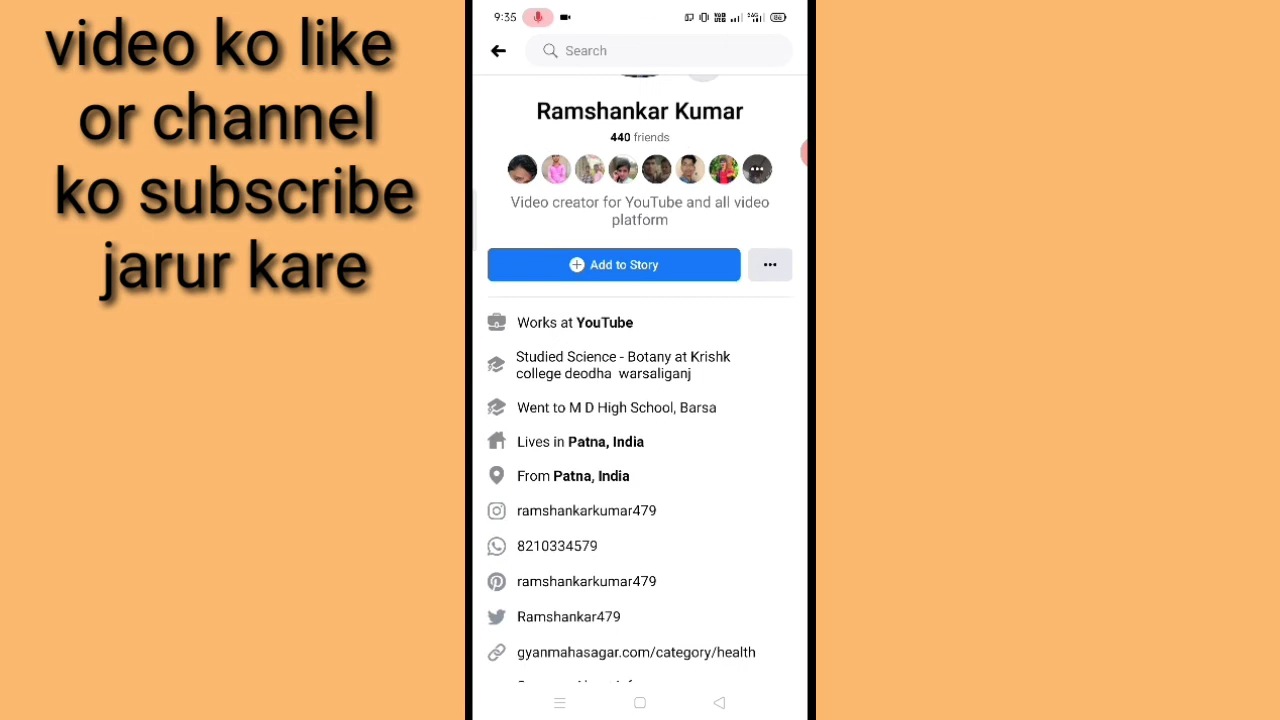 video ko like
or channel
ko subscribe
jarur kare
9:35
Search
Ramshankar Kumar
440 friends
Video creator for YouTube and all video
platform
Add to Story
Works at YouTube
Studied Science - Botany at Krishk
college deodha warsaliganj
Went to M D High School, Barsa
Lives in Patna, India
From Patna, India
ramshankarkumar479
8210334579
ramshankarkumar479
Ramshankar479
gyanmahasagar.com/category/health